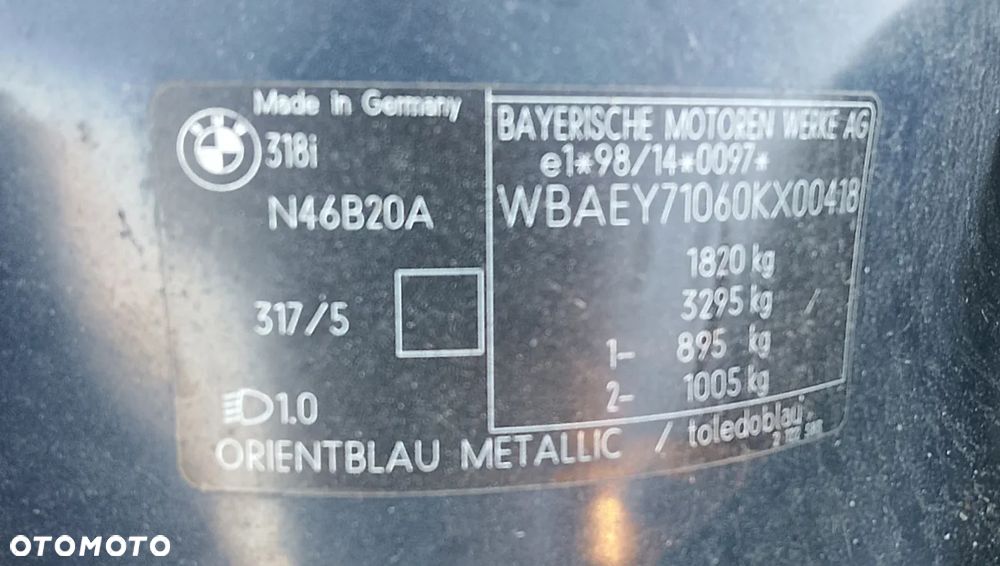 Made in Germany
318i
N46B20A
317/5
1.0
BAYERISCHE MOTOREN WERKE AG
e1*98/14*0097*
WBAEY71060KX00418
1820 kg
3295 kg /
1- 895 kg
2- 1005 kg
ORIENTBLAU METALLIC / toledoblau
OTOMOTO